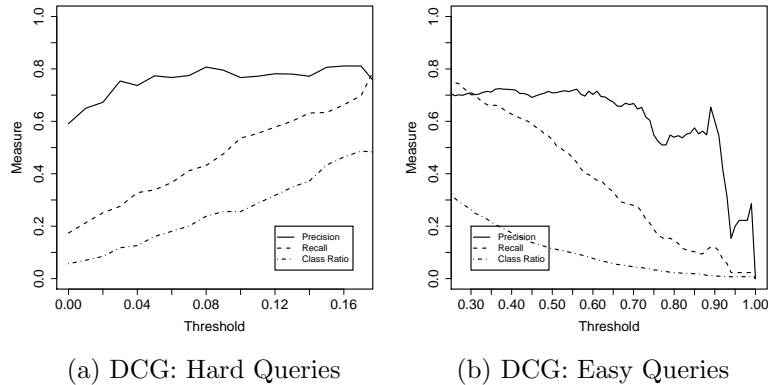 1.0
0.8
0.6
0.4
0.2
0.0
Measure
Precision
Recall
Class Ratio
0.00 0.04 0.08 0.12 0.16
Threshold
(a) DCG: Hard Queries
1.0
0.8
0.6
0.4
0.2
0.0
Measure
Precision
Recall
Class Ratio
0.30 0.40 0.50 0.60 0.70 0.80 0.90 1.00
Threshold
(b) DCG: Easy Queries